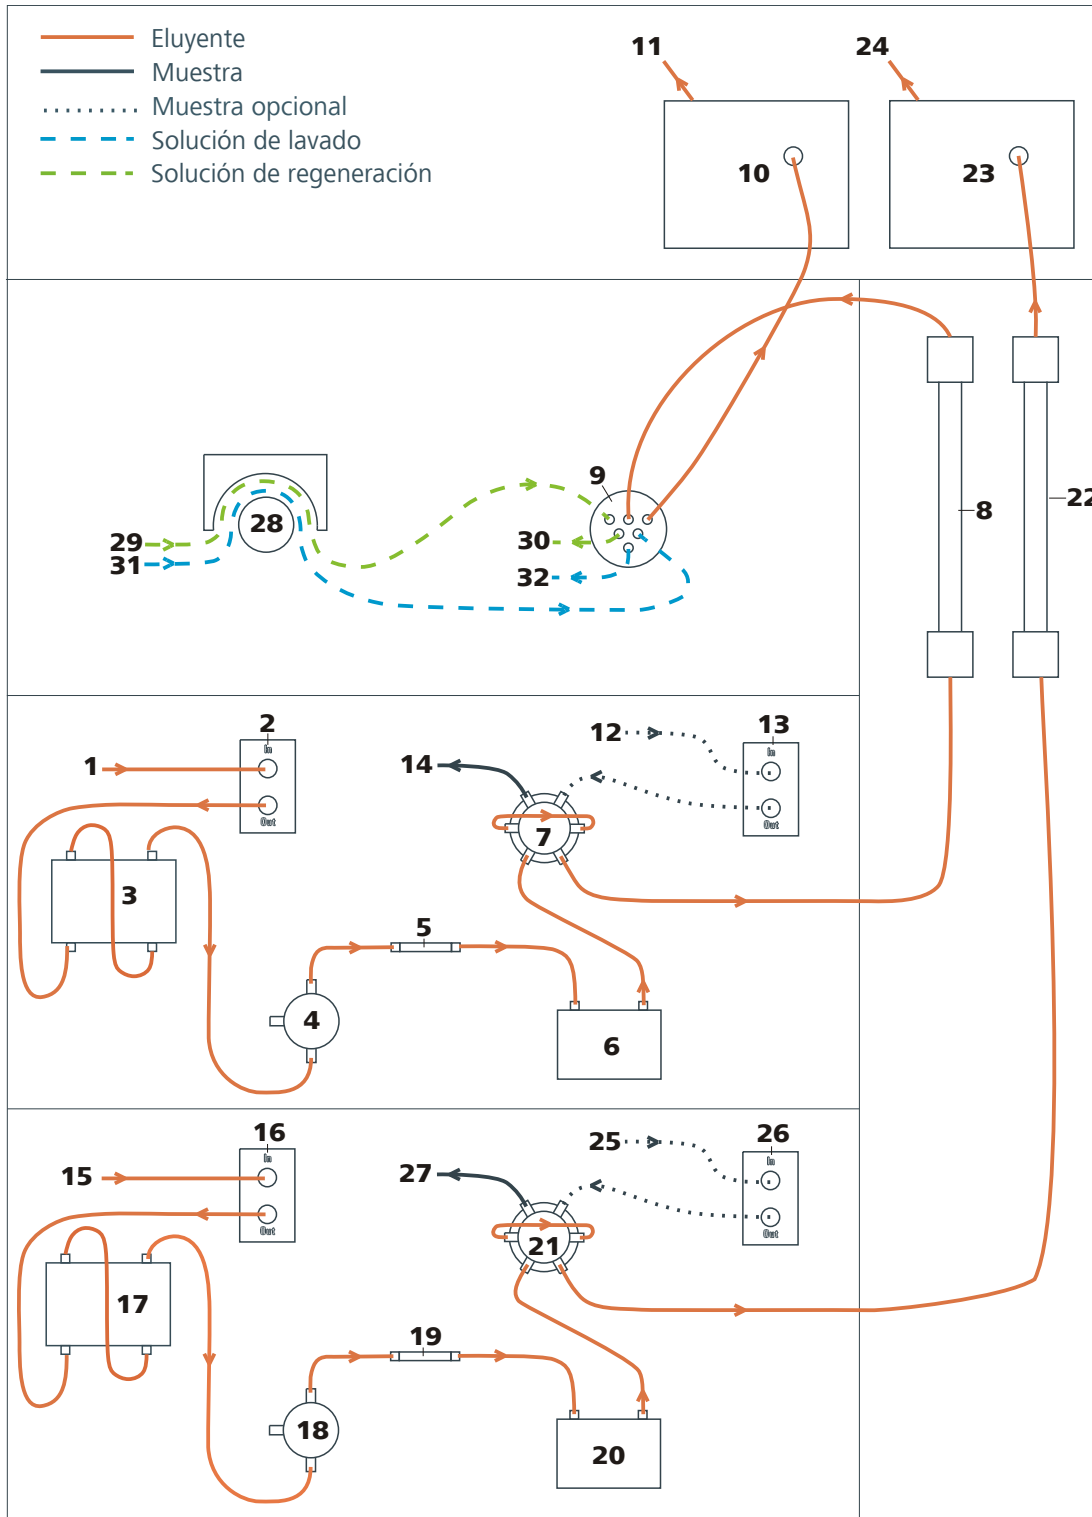 Eluyente
Muestra
Muestra opcional
Solución de lavado
Solución de regeneración
11
24
10
23
9
28
29
31
30
32
8
22
2
In
Out
1
3
4
5
6
7
14
12
13
In
Out
16
In
Out
15
17
18
19
20
21
27
25
26
In
Out